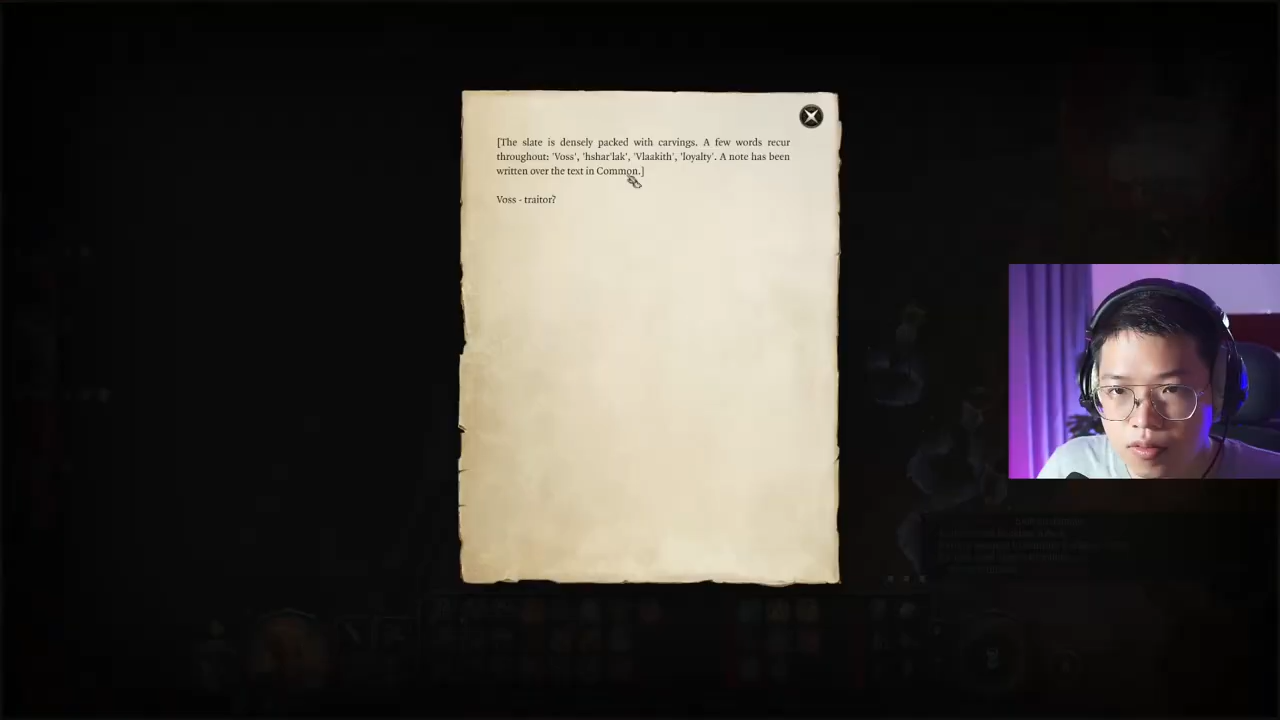 [The slate is densely packed with carvings. A few words recur
throughout: 'Voss', 'hshar'lak', 'Vlaakith', 'loyalty'. A note has been
written over the text in Common.]
Voss - traitor?